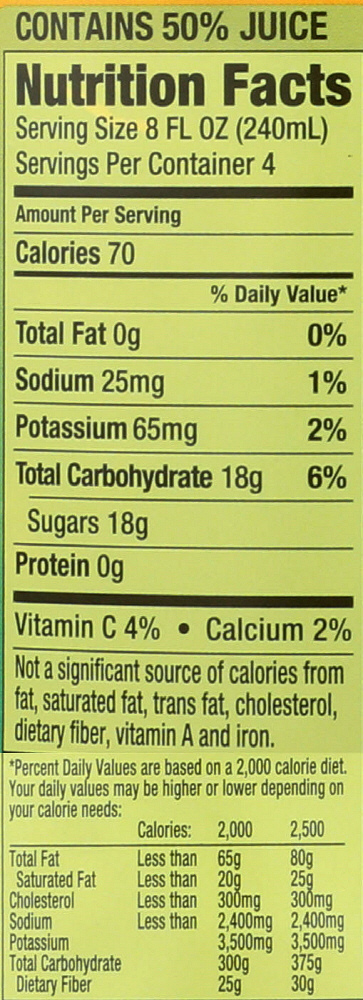 CONTAINS 50% JUICE
Nutrition Facts
Serving Size 8 FL OZ (240mL)
Servings Per Container 4
Amount Per Serving
Calories 70
% Daily Value*
Total Fat 0g 0%
Sodium 25mg 1%
Potassium 65mg 2%
Total Carbohydrate 18g 6%
Sugars 18g
Protein 0g
Vitamin C 4% • Calcium 2%
Not a significant source of calories from
fat, saturated fat, trans fat, cholesterol,
dietary fiber, vitamin A and iron.
*Percent Daily Values are based on a 2,000 calorie diet.
Your daily values may be higher or lower depending on
your calorie needs:
Calories: 2,000 2,500
Total Fat Less than 65g 80g
Saturated Fat Less than 20g 25g
Cholesterol Less than 300mg 300mg
Sodium Less than 2,400mg 2,400mg
Potassium 3,500mg 3,500mg
Total Carbohydrate 300g 375g
Dietary Fiber 25g 30g